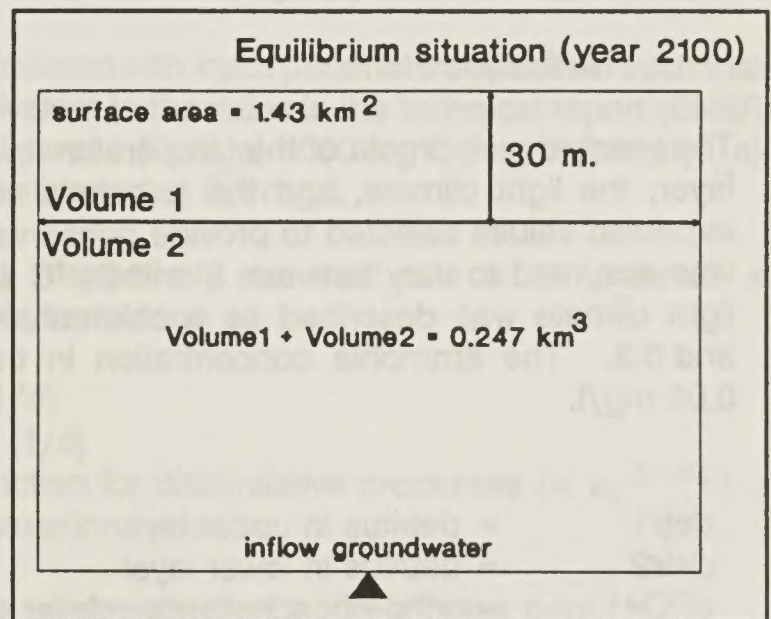 Equilibrium situation (year 2100)
surface area = 1.43 km²
30 m.
Volume 1
Volume 2
Volume1 + Volume2 = 0.247 km³
inflow groundwater